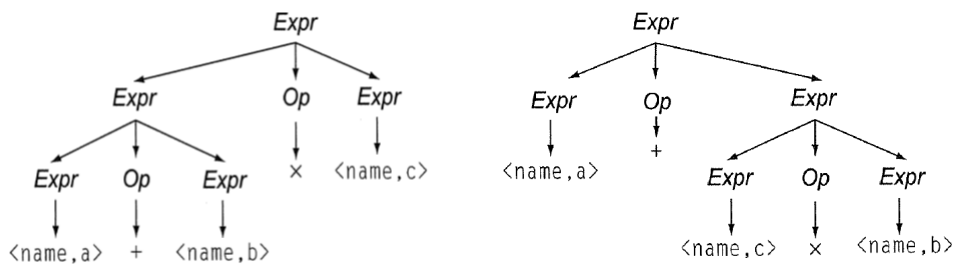 Expr
Expr Op Expr
Expr Op Expr × <name,c>
<name,a> + <name,b>
Expr
Expr Op Expr
<name,a> + Expr Op Expr
<name,c> × <name,b>